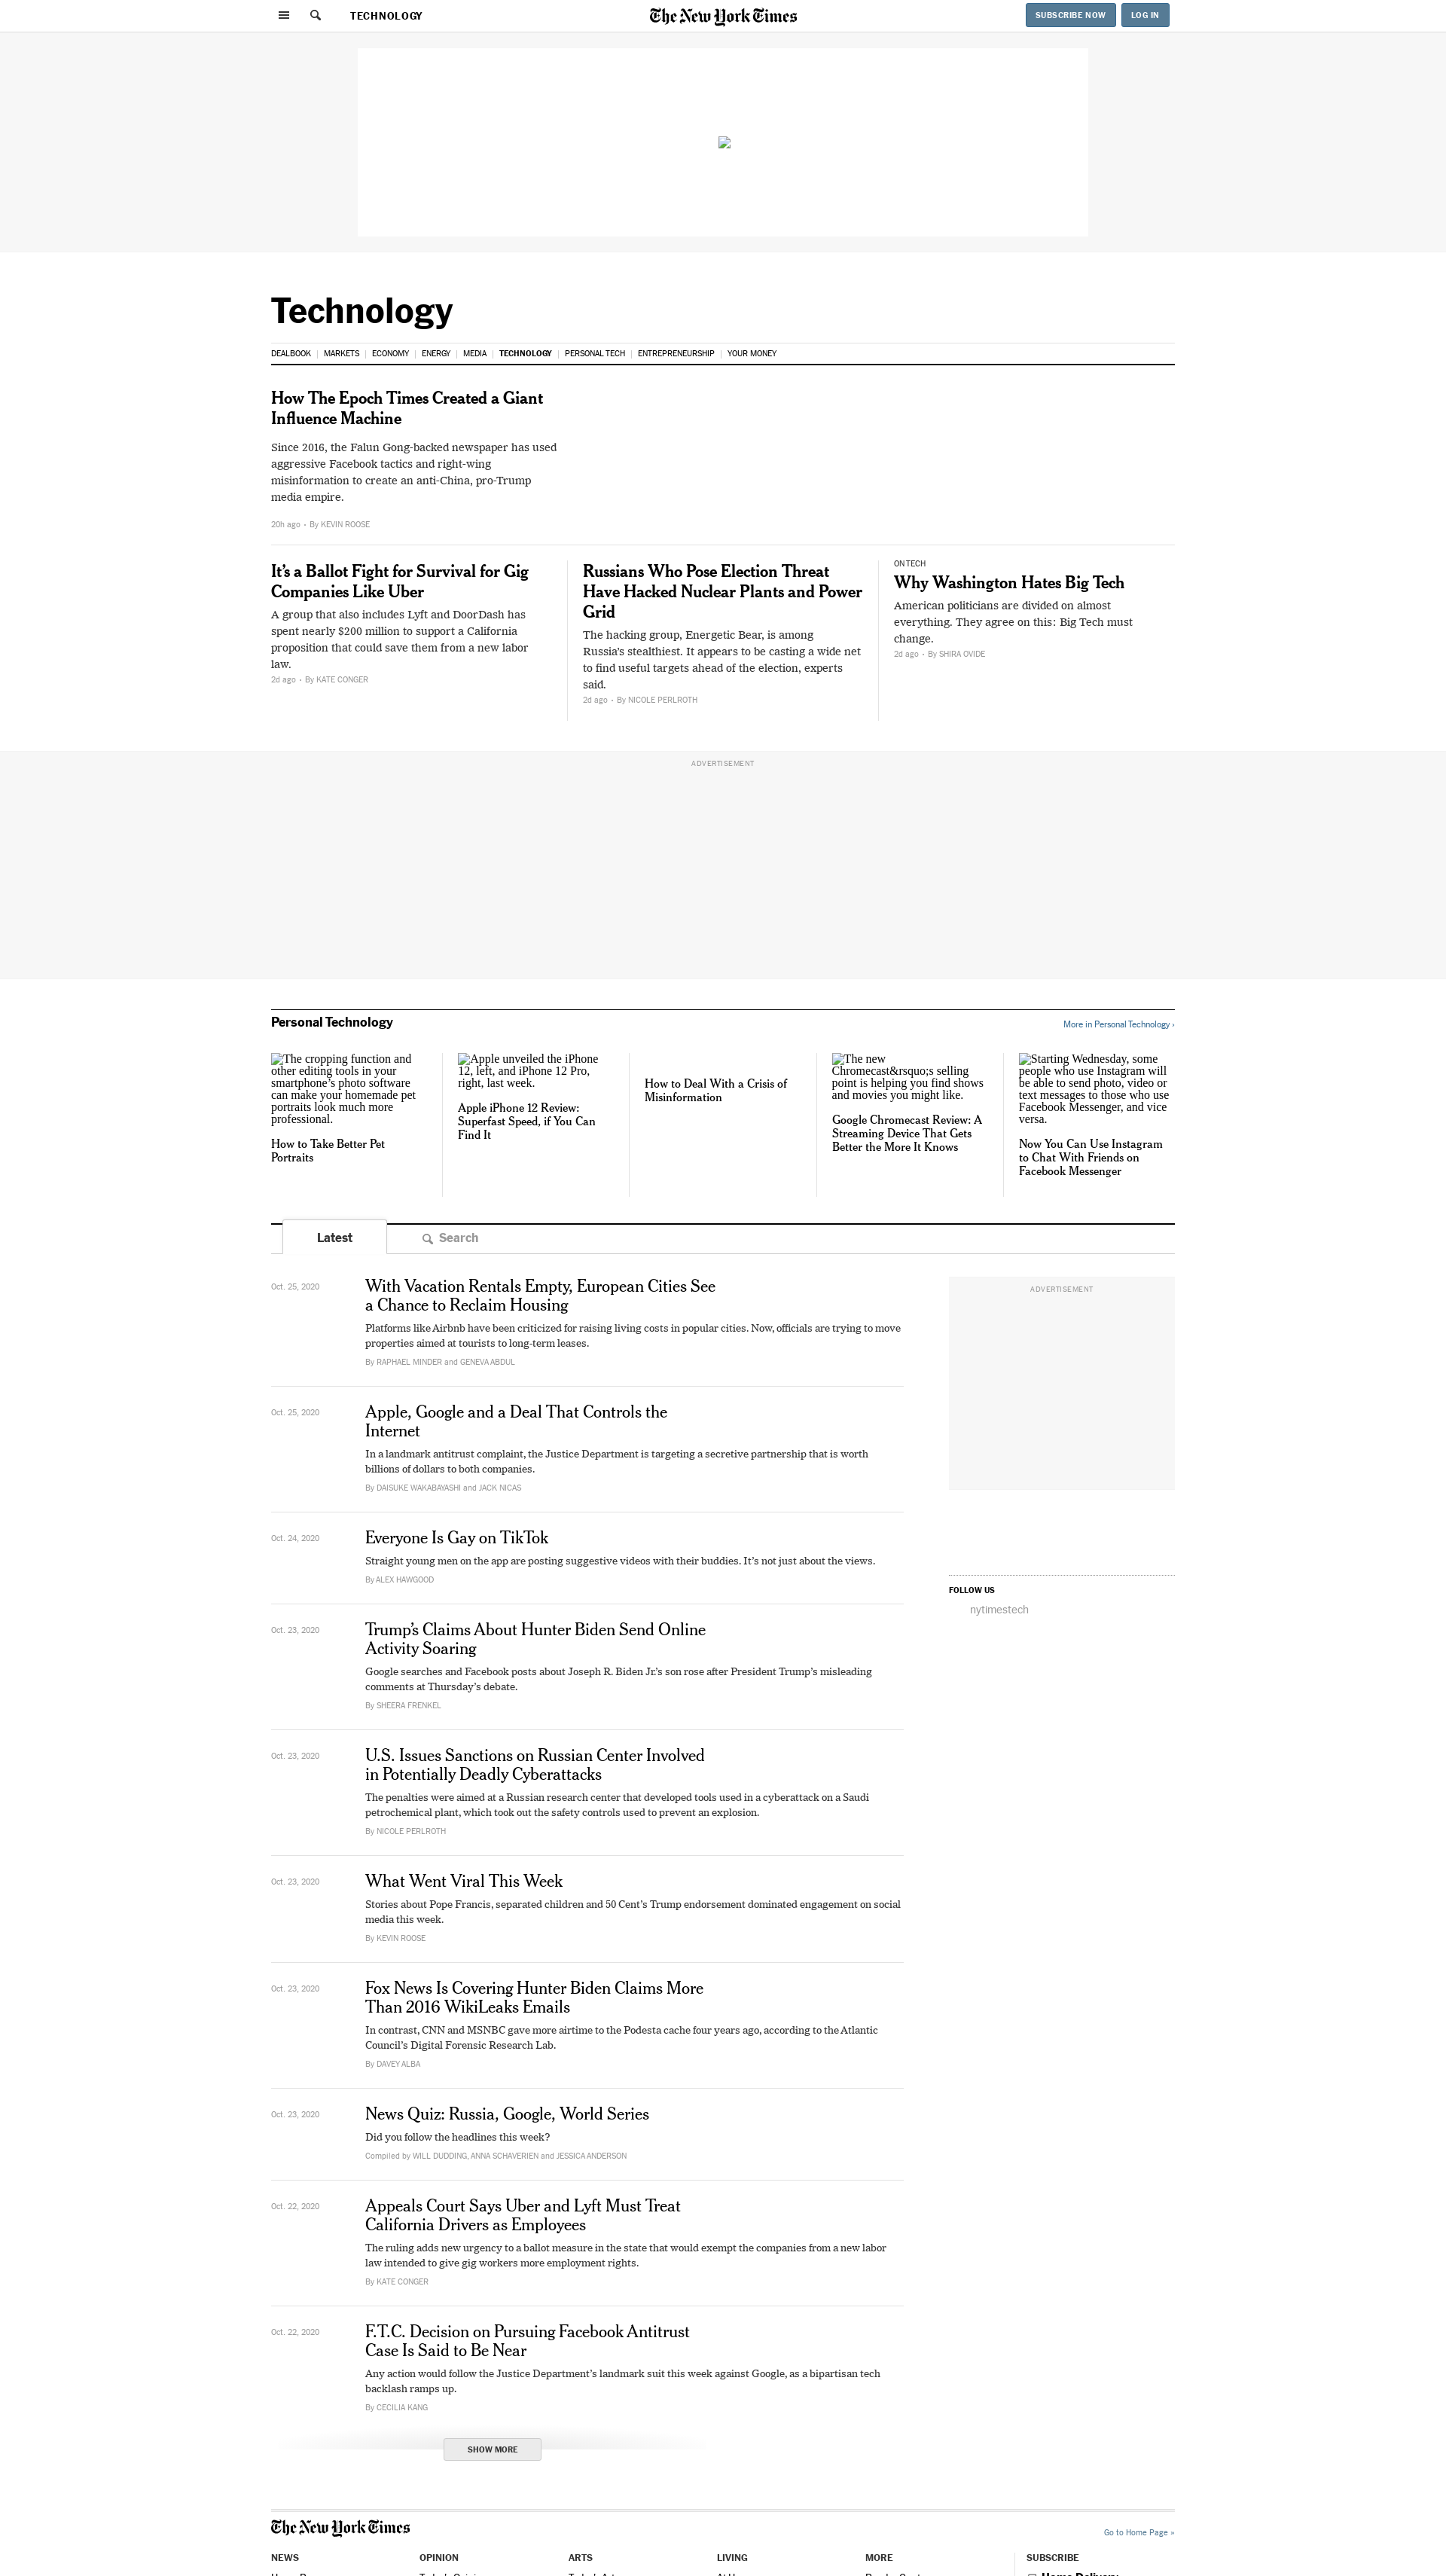 TECHNOLOGY
The New York Times
SUBSCRIBE NOW
LOG IN
Technology
DEALBOOK
MARKETS
ECONOMY
ENERGY
MEDIA
TECHNOLOGY
PERSONAL TECH
ENTREPRENEURSHIP
YOUR MONEY
How The Epoch Times Created a Giant
Influence Machine
Since 2016, the Falun Gong-backed newspaper has used
aggressive Facebook tactics and right-wing
misinformation to create an anti-China, pro-Trump
media empire.
20h ago • By KEVIN ROOSE
It’s a Ballot Fight for Survival for Gig
Companies Like Uber
A group that also includes Lyft and DoorDash has
spent nearly $200 million to support a California
proposition that could save them from a new labor
law.
2d ago • By KATE CONGER
Russians Who Pose Election Threat
Have Hacked Nuclear Plants and Power
Grid
The hacking group, Energetic Bear, is among
Russia’s stealthiest. It appears to be casting a wide net
to find useful targets ahead of the election, experts
said.
2d ago • By NICOLE PERLROTH
ON TECH
Why Washington Hates Big Tech
American politicians are divided on almost
everything. They agree on this: Big Tech must
change.
2d ago • By SHIRA OVIDE
ADVERTISEMENT
Personal Technology
More in Personal Technology ›
The cropping function and
other editing tools in your
smartphone’s photo software
can make your homemade pet
portraits look much more
professional.
How to Take Better Pet
Portraits
Apple unveiled the iPhone
12, left, and iPhone 12 Pro,
right, last week.
Apple iPhone 12 Review:
Superfast Speed, if You Can
Find It
How to Deal With a Crisis of
Misinformation
The new
Chromecast&rsquo;s selling
point is helping you find shows
and movies you might like.
Google Chromecast Review: A
Streaming Device That Gets
Better the More It Knows
Starting Wednesday, some
people who use Instagram will
be able to send photo, video or
text messages to those who use
Facebook Messenger, and vice
versa.
Now You Can Use Instagram
to Chat With Friends on
Facebook Messenger
Latest
Search
Oct. 25, 2020
With Vacation Rentals Empty, European Cities See
a Chance to Reclaim Housing
Platforms like Airbnb have been criticized for raising living costs in popular cities. Now, officials are trying to move
properties aimed at tourists to long-term leases.
By RAPHAEL MINDER and GENEVA ABDUL
ADVERTISEMENT
Oct. 25, 2020
Apple, Google and a Deal That Controls the
Internet
In a landmark antitrust complaint, the Justice Department is targeting a secretive partnership that is worth
billions of dollars to both companies.
By DAISUKE WAKABAYASHI and JACK NICAS
Oct. 24, 2020
Everyone Is Gay on TikTok
Straight young men on the app are posting suggestive videos with their buddies. It’s not just about the views.
By ALEX HAWGOOD
FOLLOW US
nytimestech
Oct. 23, 2020
Trump’s Claims About Hunter Biden Send Online
Activity Soaring
Google searches and Facebook posts about Joseph R. Biden Jr.’s son rose after President Trump’s misleading
comments at Thursday’s debate.
By SHEERA FRENKEL
Oct. 23, 2020
U.S. Issues Sanctions on Russian Center Involved
in Potentially Deadly Cyberattacks
The penalties were aimed at a Russian research center that developed tools used in a cyberattack on a Saudi
petrochemical plant, which took out the safety controls used to prevent an explosion.
By NICOLE PERLROTH
Oct. 23, 2020
What Went Viral This Week
Stories about Pope Francis, separated children and 50 Cent’s Trump endorsement dominated engagement on social
media this week.
By KEVIN ROOSE
Oct. 23, 2020
Fox News Is Covering Hunter Biden Claims More
Than 2016 WikiLeaks Emails
In contrast, CNN and MSNBC gave more airtime to the Podesta cache four years ago, according to the Atlantic
Council’s Digital Forensic Research Lab.
By DAVEY ALBA
Oct. 23, 2020
News Quiz: Russia, Google, World Series
Did you follow the headlines this week?
Compiled by WILL DUDDING, ANNA SCHAVERIEN and JESSICA ANDERSON
Oct. 22, 2020
Appeals Court Says Uber and Lyft Must Treat
California Drivers as Employees
The ruling adds new urgency to a ballot measure in the state that would exempt the companies from a new labor
law intended to give gig workers more employment rights.
By KATE CONGER
Oct. 22, 2020
F.T.C. Decision on Pursuing Facebook Antitrust
Case Is Said to Be Near
Any action would follow the Justice Department’s landmark suit this week against Google, as a bipartisan tech
backlash ramps up.
By CECILIA KANG
SHOW MORE
The New York Times
Go to Home Page »
NEWS
OPINION
ARTS
LIVING
MORE
SUBSCRIBE